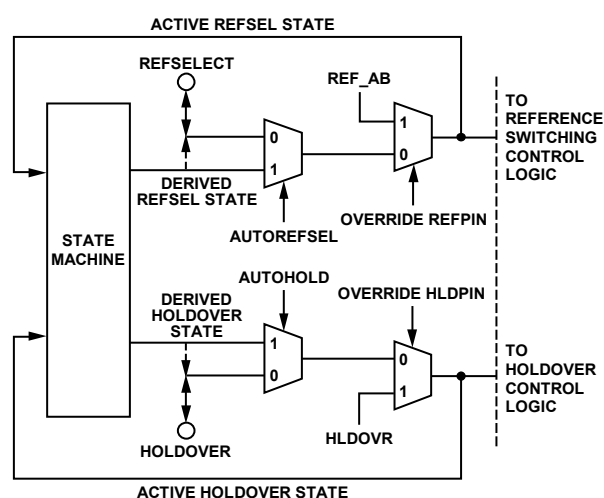 ACTIVE REFSEL STATE
REFSELECT
REF_AB
TO
REFERENCE
SWITCHING
CONTROL
LOGIC
0
1
1
0
DERIVED
REFSEL STATE
AUTOREFSEL
OVERRIDE REFPIN
STATE
MACHINE
AUTOHOLD
OVERRIDE HLDPIN
DERIVED
HOLDOVER
STATE
1
0
0
1
TO
HOLDOVER
CONTROL
LOGIC
HOLDOVER
HLDOVR
ACTIVE HOLDOVER STATE